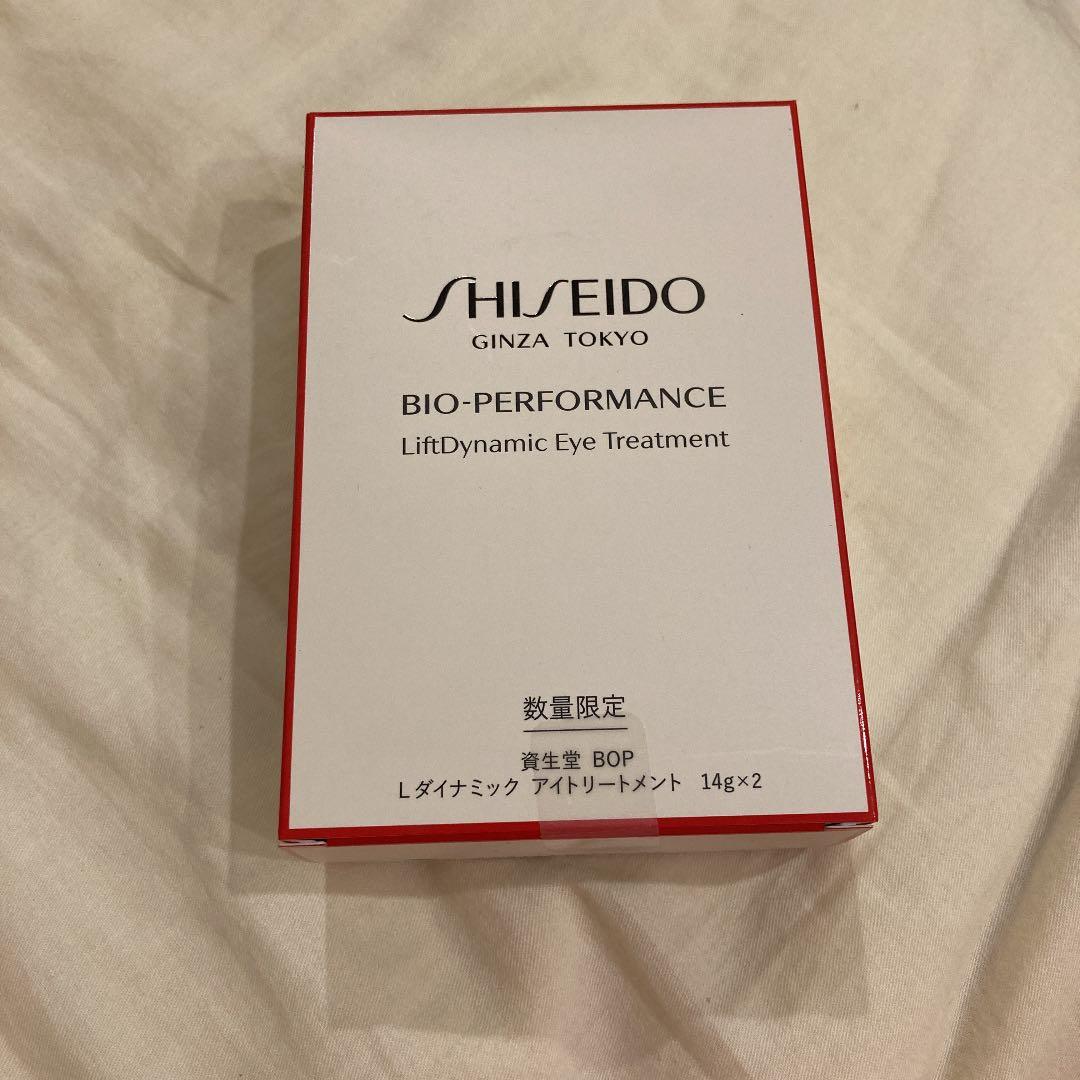 SHISEIDO
GINZA TOKYO
BIO-PERFORMANCE
LiftDynamic Eye Treatment
数量限定
資生堂 BOP
Lダイナミック アイトリートメント 14g×2